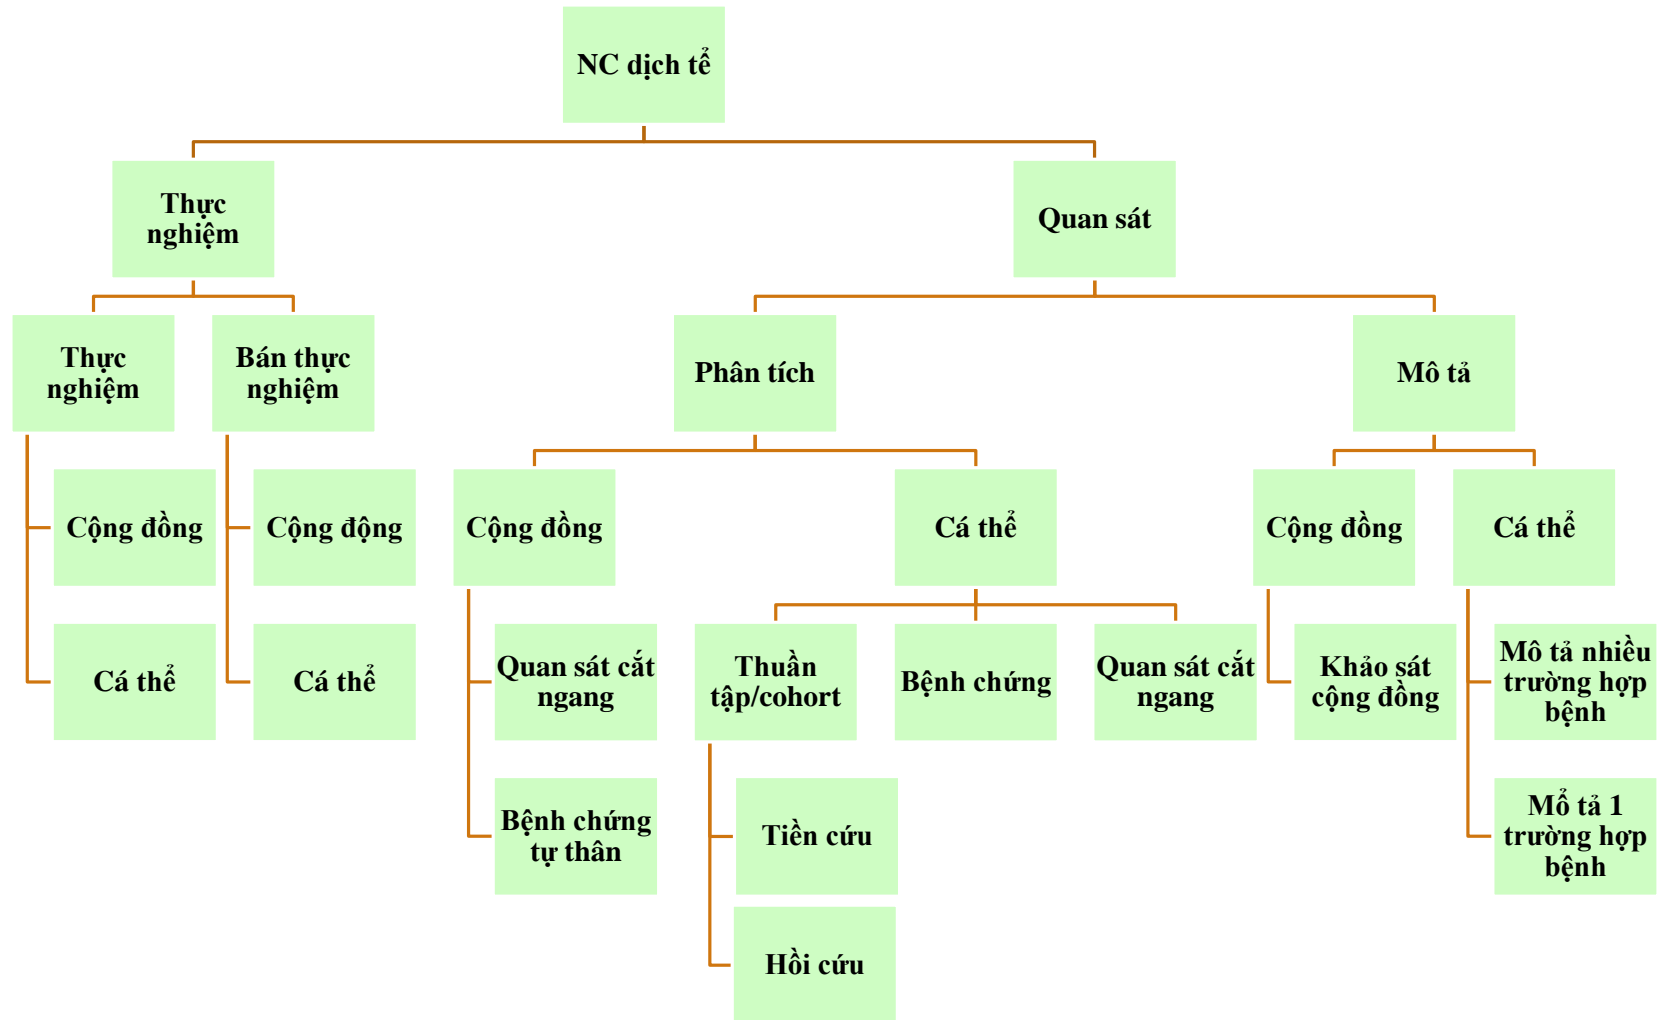 NC dịch tể
Thực
nghiệm
Quan sát
Thực
nghiệm
Bán thực
nghiệm
Phân tích
Mô tả
Cộng đồng
Cộng động
Cộng đồng
Cá thể
Cộng đồng
Cá thể
Cá thể
Cá thể
Quan sát cắt
ngang
Thuần
tập/cohort
Bệnh chứng
Quan sát cắt
ngang
Khảo sát
cộng đồng
Mô tả nhiều
trường hợp
bệnh
Bệnh chứng
tự thân
Tiền cứu
Mổ tả 1
trường hợp
bệnh
Hồi cứu